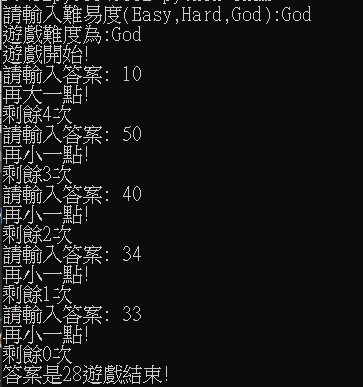 請輸入難易度(Easy,Hard,God):God
遊戲難度為:God
遊戲開始!
請輸入答案: 10
再大一點!
剩餘4次
請輸入答案: 50
再小一點!
剩餘3次
請輸入答案: 40
再小一點!
剩餘2次
請輸入答案: 34
再小一點!
剩餘1次
請輸入答案: 33
再小一點!
剩餘0次
答案是28遊戲結束!